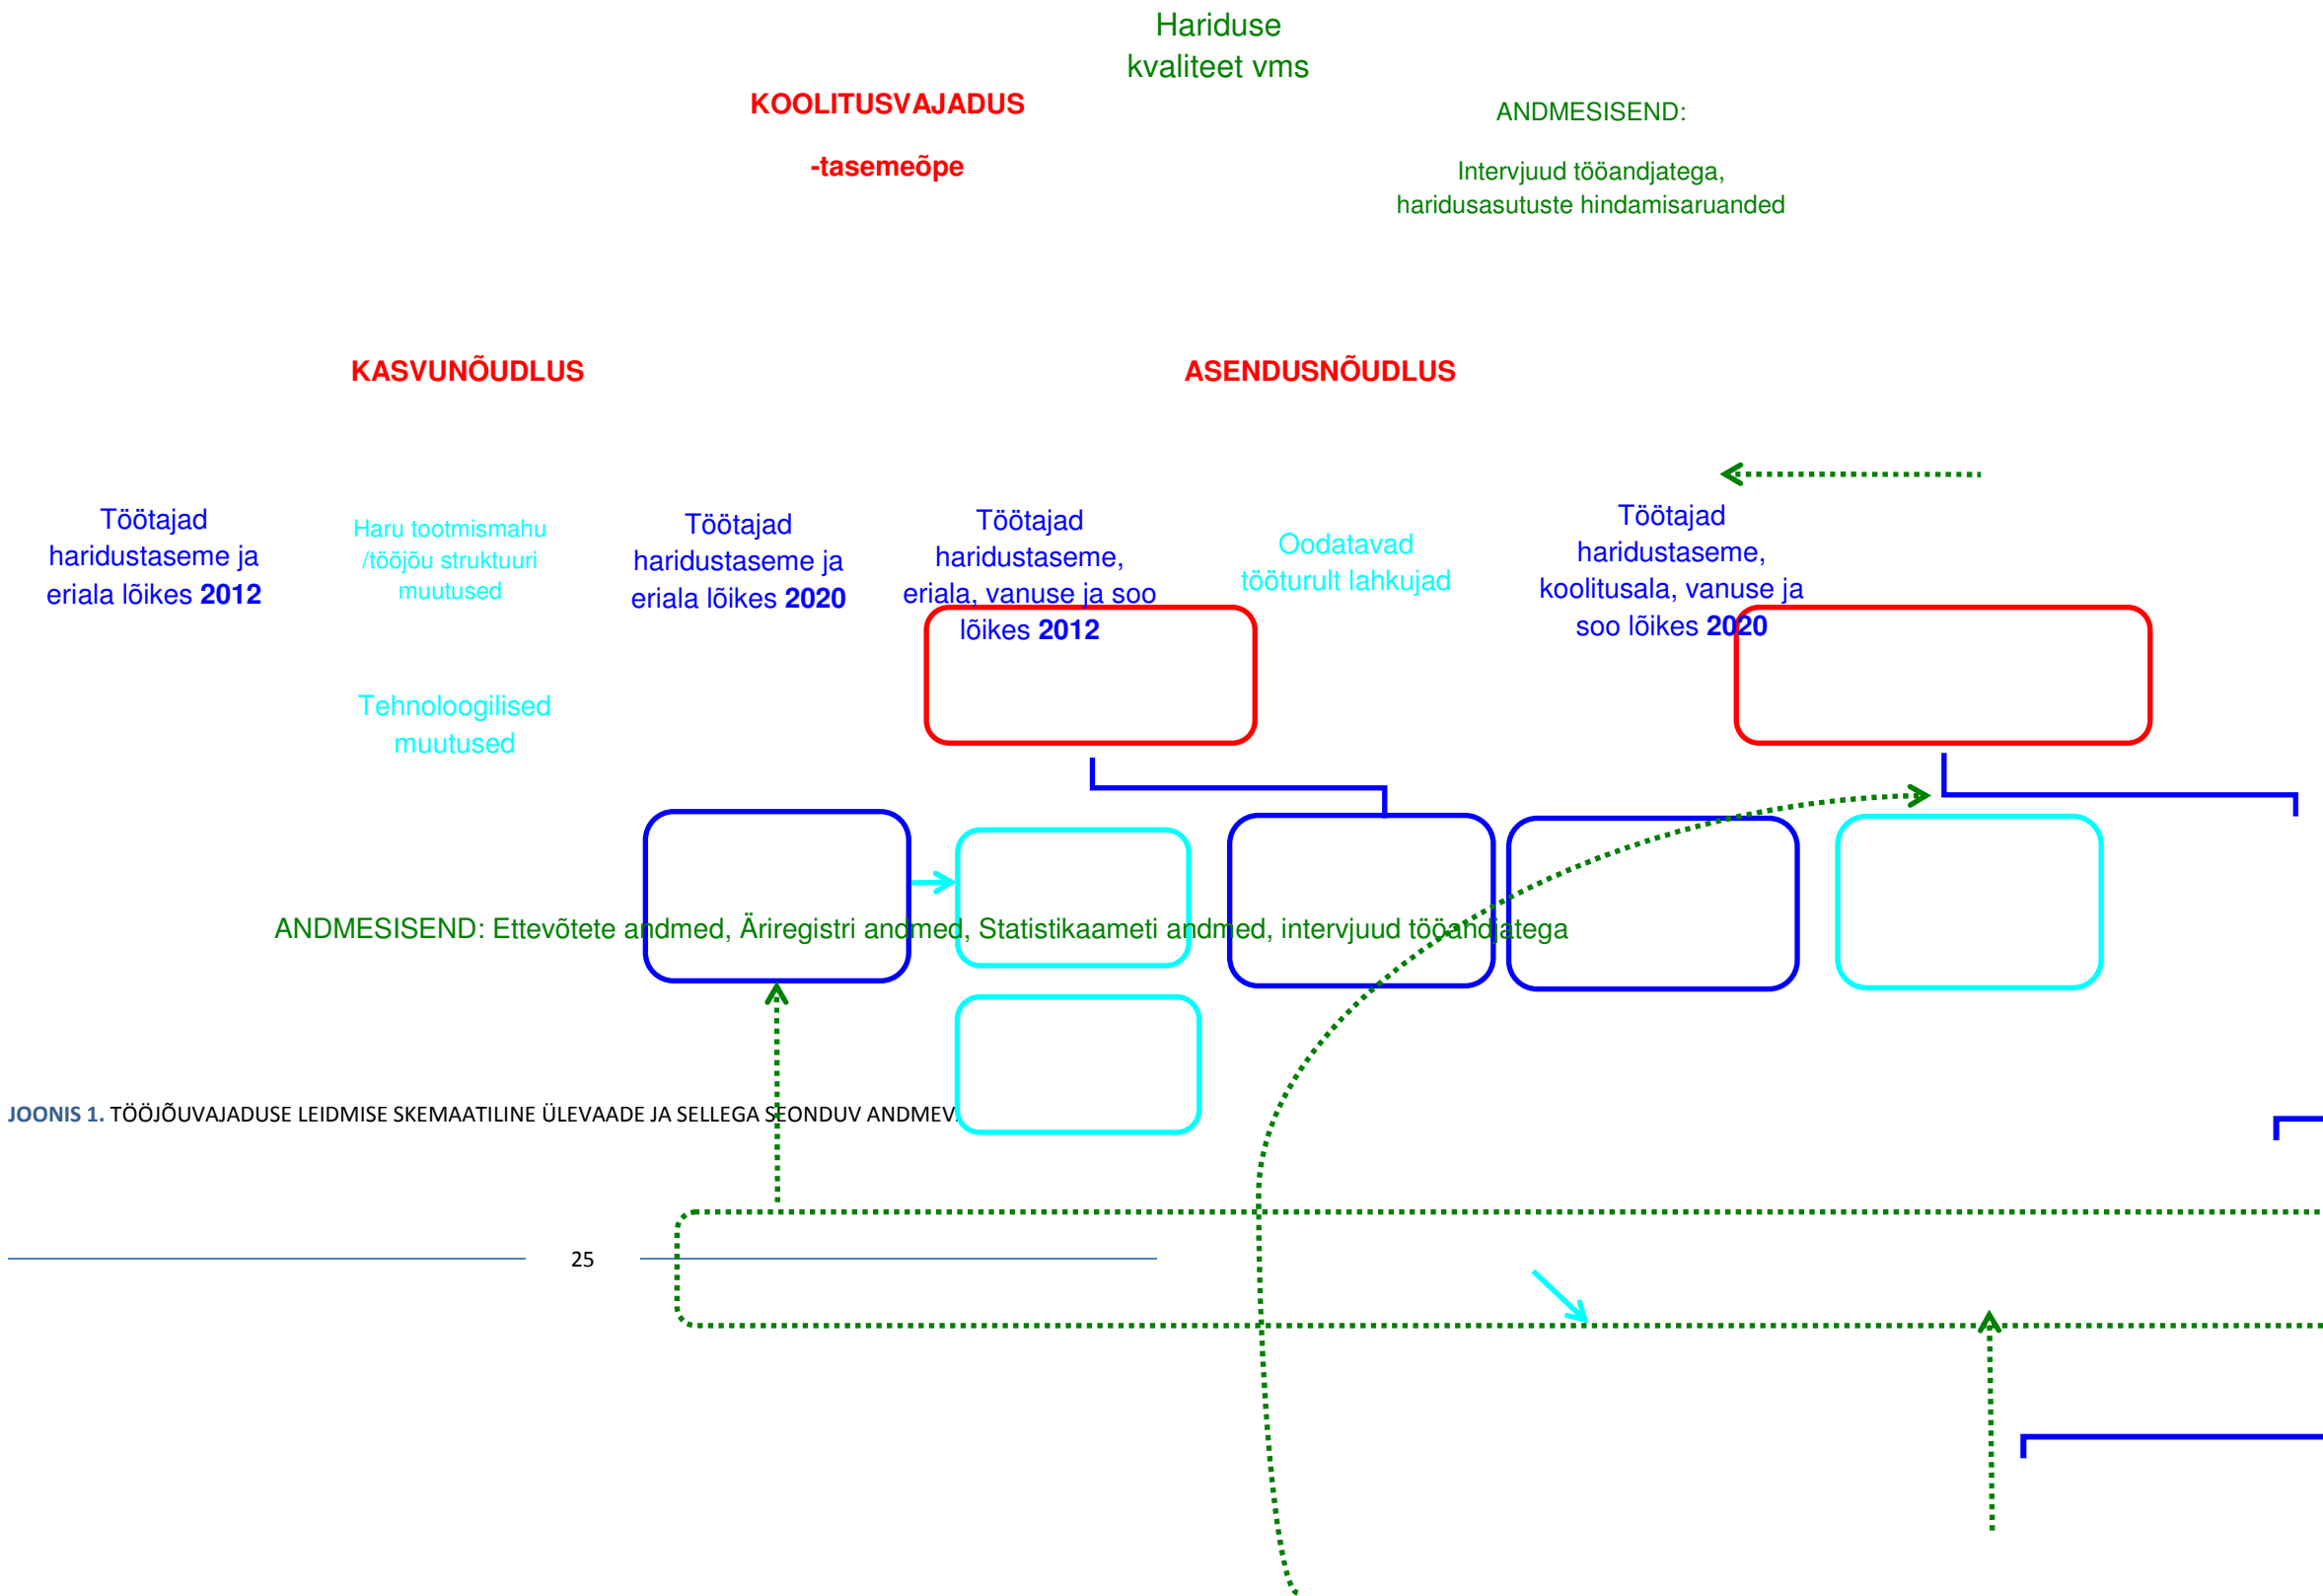 Hariduse
kvaliteet vms
KOOLITUSVAJADUS
-tasemeõpe
ANDMESISEND:
Intervjuud tööandjatega,
haridusasutuste hindamisaruanded
KASVUNÕUDLUS
ASENDUSNÕUDLUS
Töötajad
haridustaseme ja
eriala lõikes 2012
Haru tootmismahu
/tööjõu struktuuri
muutused
Töötajad
haridustaseme ja
eriala lõikes 2020
Töötajad
haridustaseme,
eriala, vanuse ja soo
lõikes 2012
Oodatavad
tööturult lahkujad
Töötajad
haridustaseme,
koolitusala, vanuse ja
soo lõikes 2020
Tehnoloogilised
muutused
ANDMESISEND: Ettevõtete andmed, Äriregistri andmed, Statistikaameti andmed, intervjuud tööandjatega
JOONIS 1. TÖÖJÕUVAJADUSE LEIDMISE SKEMAATILINE ÜLEVAADE JA SELLEGA SEONDUV
25